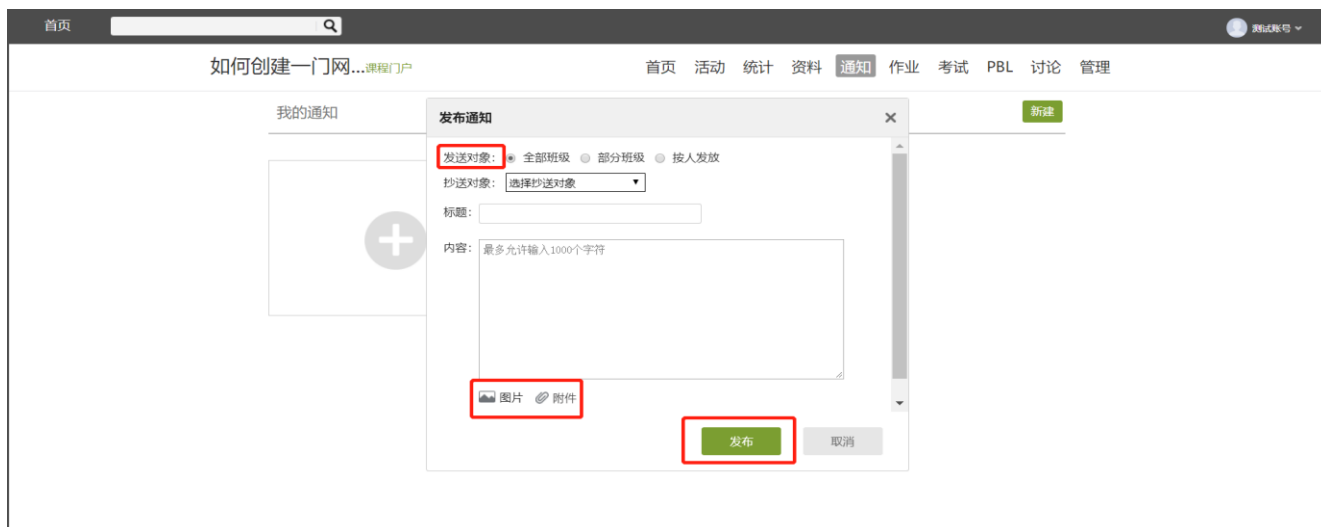 首页 测试账号
如何创建一门网...课程门户 首页 活动 统计 资料 通知 作业 考试 PBL 讨论 管理
我的通知 新建
发布通知
发送对象： 全部班级 部分班级 按人发放
抄送对象： 选择抄送对象
标题：
内容： 最多允许输入1000个字符
图片 附件
发布 取消